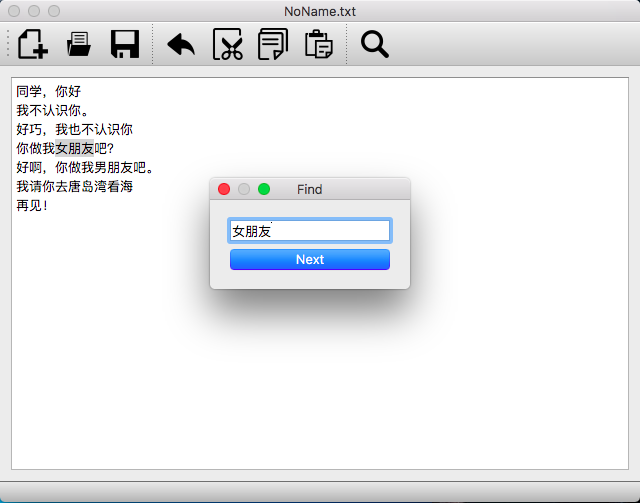 NoName.txt
同学，你好
我不认识你。
好巧，我也不认识你
你做我女朋友吧？
好啊，你做我男朋友吧。
我请你去唐岛湾看海
再见！
Find
女朋友
Next